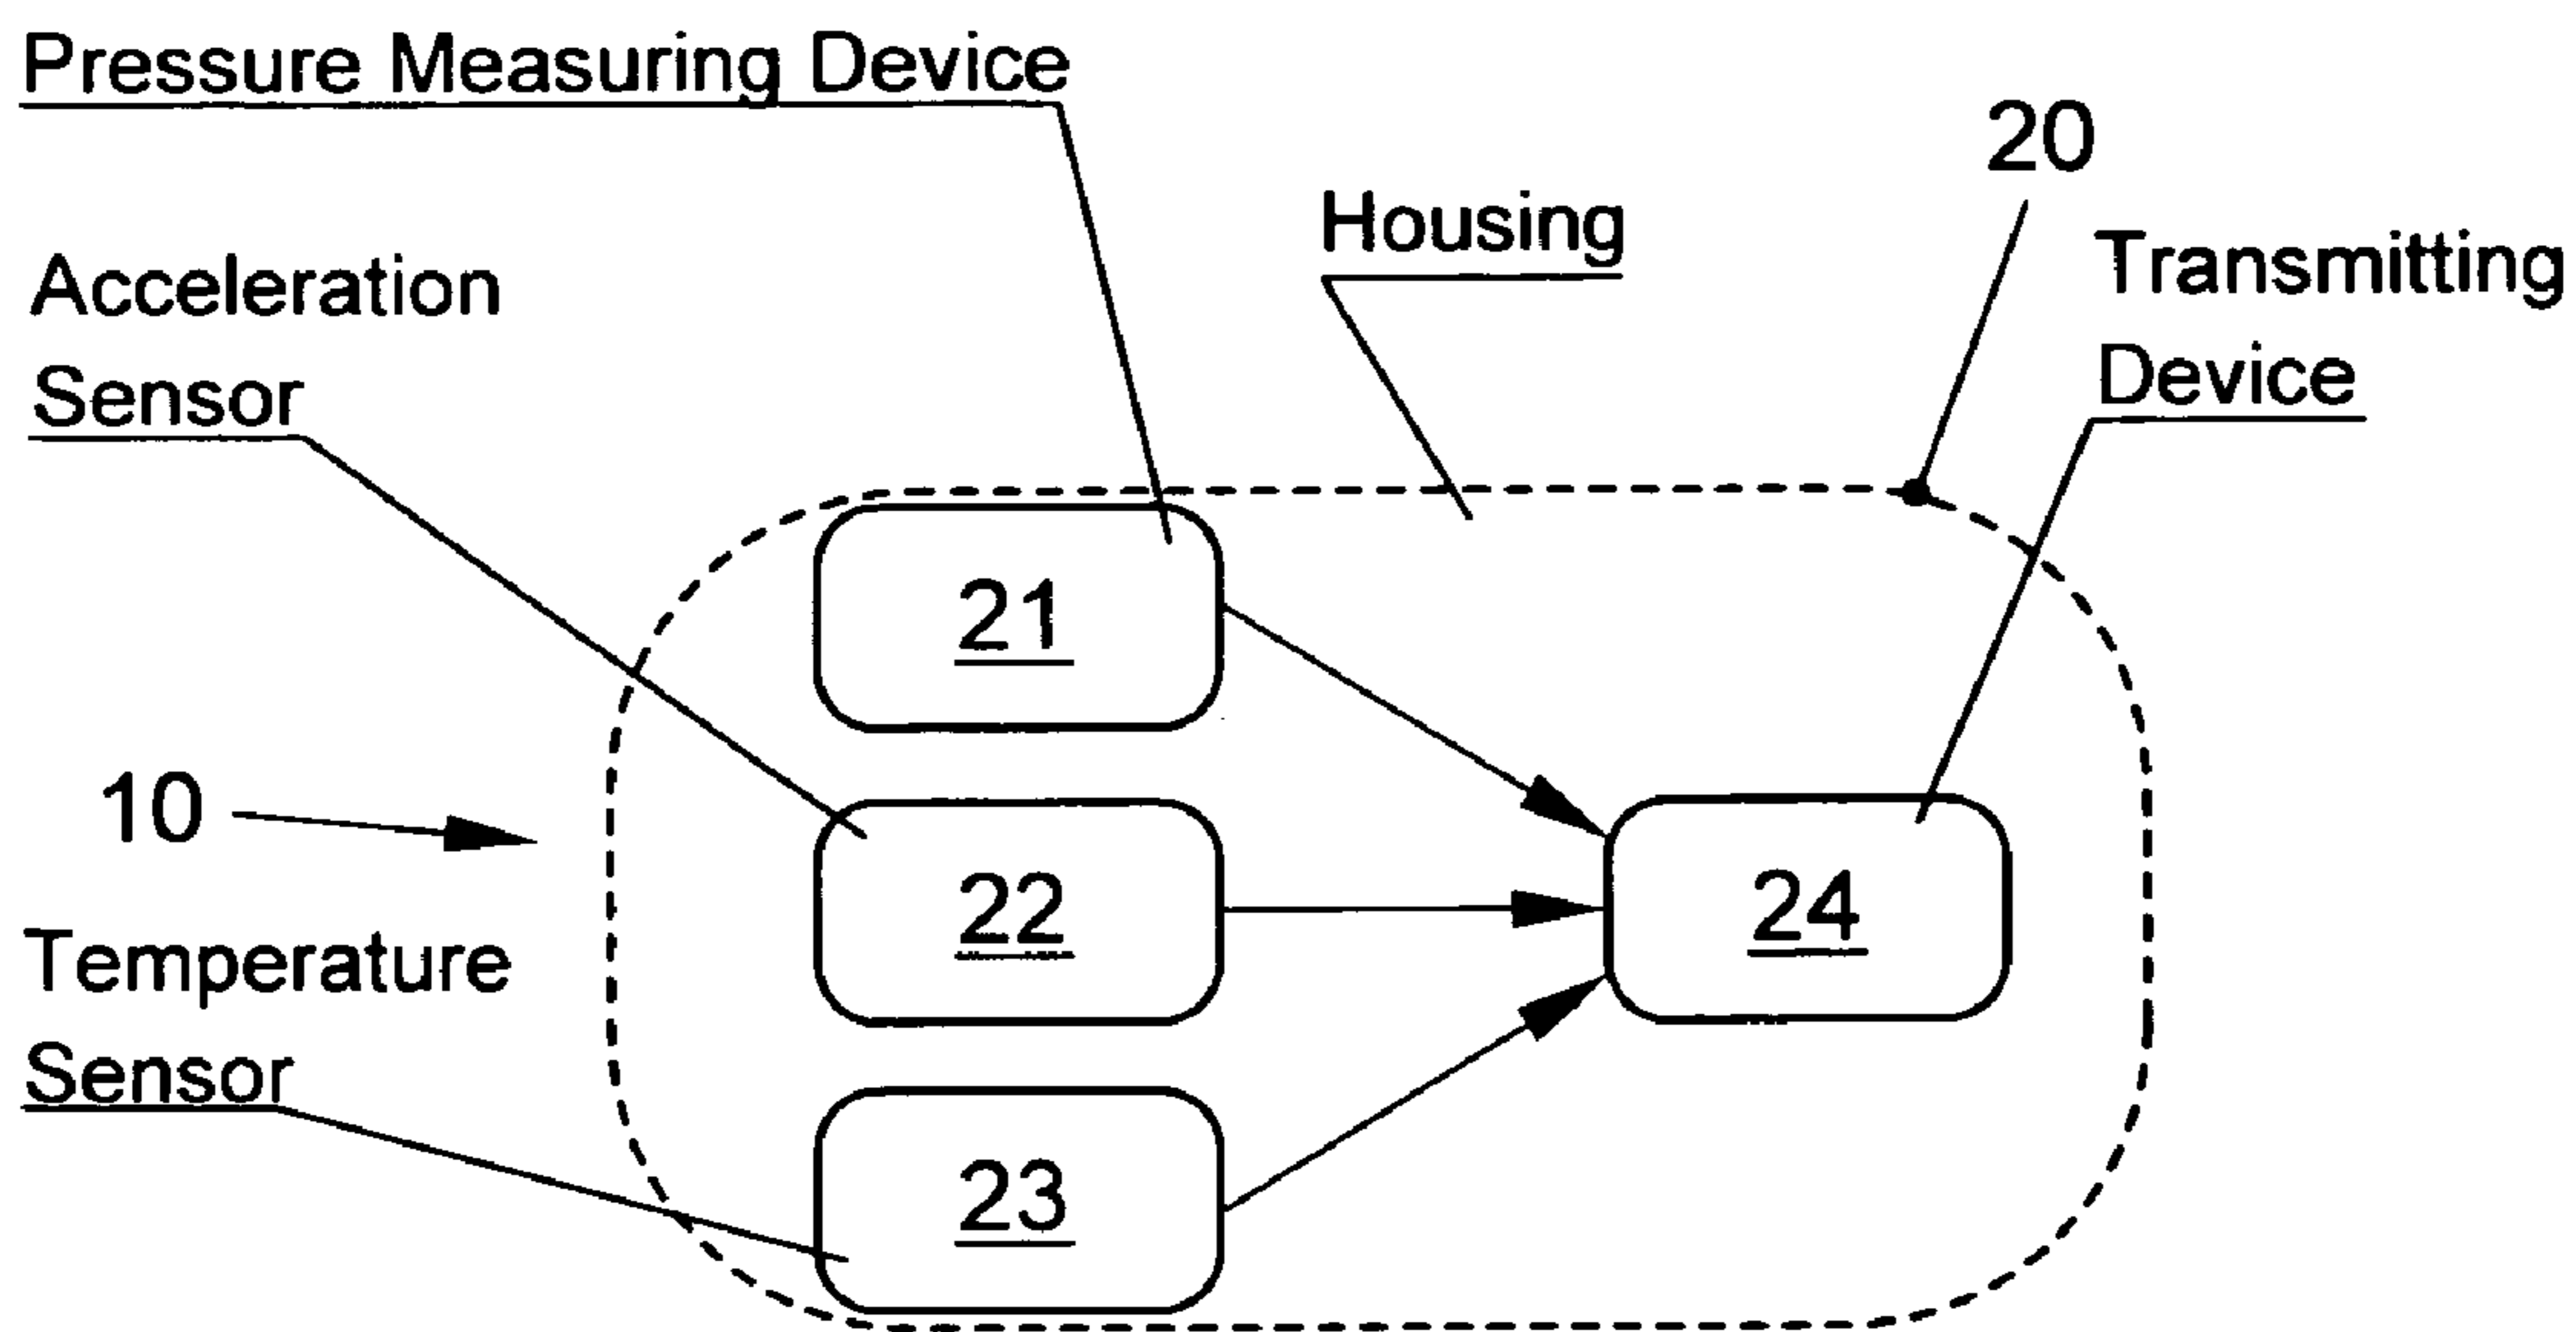 Pressure Measuring Device
20
Housing
Transmitting
Device
Acceleration
Sensor
21
10
22
24
Temperature
Sensor
23